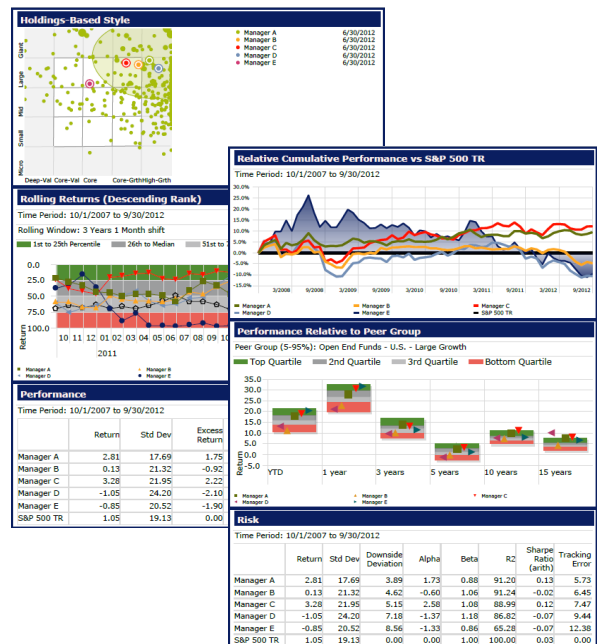 Holdings-Based Style
Manager A 6/30/2012
Manager B 6/30/2012
Manager C 6/30/2012
Manager D 6/30/2012
Manager E 6/30/2012
Giant
Large
Mid
Small
Micro
Deep-Val Core-Val Core Core-Grth High-Grth
Rolling Returns (Descending Rank)
Time Period: 10/1/2007 to 9/30/2012
Rolling Window: 3 Years 1 Month shift
1st to 25th Percentile 26th to Median 51st to
0.0
25.0
50.0
75.0
100.0
Return
10 11 12 01 02 03 04 05 06 07 08 09
2011
Manager A Manager B
Manager D Manager E
Performance
Time Period: 10/1/2007 to 9/30/2012
Return Std Dev Excess Return
Manager A 2.81 17.69 1.75
Manager B 0.13 21.32 -0.92
Manager C 3.28 21.95 2.22
Manager D -1.05 24.20 -2.10
Manager E -0.85 20.52 -1.90
S&P 500 TR 1.05 19.13 0.00
Relative Cumulative Performance vs S&P 500 TR
Time Period: 10/1/2007 to 9/30/2012
30.0%
25.0%
20.0%
15.0%
10.0%
5.0%
0.0%
-5.0%
-10.0%
-15.0%
3/2008 9/2008 3/2009 9/2009 3/2010 9/2010 3/2011 9/2011 3/2012 9/2012
Manager A Manager B Manager C
Manager D Manager E S&P 500 TR
Performance Relative to Peer Group
Peer Group (5-95%): Open End Funds - U.S. - Large Growth
Top Quartile 2nd Quartile 3rd Quartile Bottom Quartile
35.0
30.0
25.0
20.0
15.0
10.0
5.0
0.0
-5.0
Return
YTD 1 year 3 years 5 years 10 years 15 years
Manager A Manager B Manager C
Manager D Manager E
Risk
Time Period: 10/1/2007 to 9/30/2012
Return Std Dev Downside Deviation Alpha Beta R2 Sharpe Ratio (arith) Tracking Error
Manager A 2.81 17.69 3.89 1.73 0.88 91.20 0.13 5.73
Manager B 0.13 21.32 4.62 -0.60 1.06 91.24 -0.02 6.45
Manager C 3.28 21.95 5.15 2.58 1.08 88.99 0.12 7.47
Manager D -1.05 24.20 7.18 -1.37 1.18 86.82 -0.07 9.44
Manager E -0.85 20.52 8.56 -1.33 0.86 65.28 -0.07 12.38
S&P 500 TR 1.05 19.13 0.00 0.00 1.00 100.00 0.03 0.00